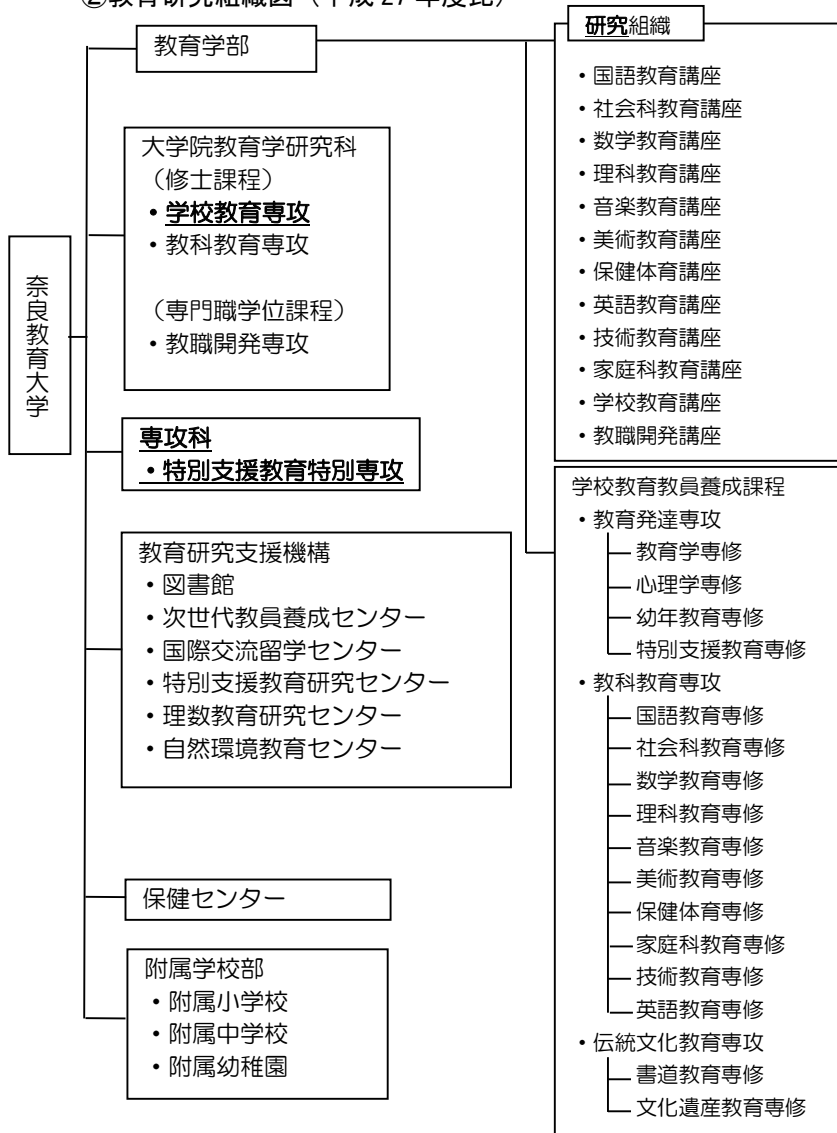 ②教育研究組織図（平成 27 年度比）
奈良教育大学
教育学部
大学院教育学研究科
（修士課程）
・学校教育専攻
・教科教育専攻
（専門職学位課程）
・教職開発専攻
専攻科
・特別支援教育特別専攻
教育研究支援機構
・図書館
・次世代教員養成センター
・国際交流留学センター
・特別支援教育研究センター
・理数教育研究センター
・自然環境教育センター
保健センター
附属学校部
・附属小学校
・附属中学校
・附属幼稚園
研究組織
・国語教育講座
・社会科教育講座
・数学教育講座
・理科教育講座
・音楽教育講座
・美術教育講座
・保健体育講座
・英語教育講座
・技術教育講座
・家庭科教育講座
・学校教育講座
・教職開発講座
学校教育教員養成課程
・教育発達専攻
教育学専修
心理学専修
幼年教育専修
特別支援教育専修
・教科教育専攻
国語教育専修
社会科教育専修
数学教育専修
理科教育専修
音楽教育専修
美術教育専修
保健体育専修
家庭科教育専修
技術教育専修
英語教育専修
・伝統文化教育専攻
書道教育専修
文化遺産教育専修